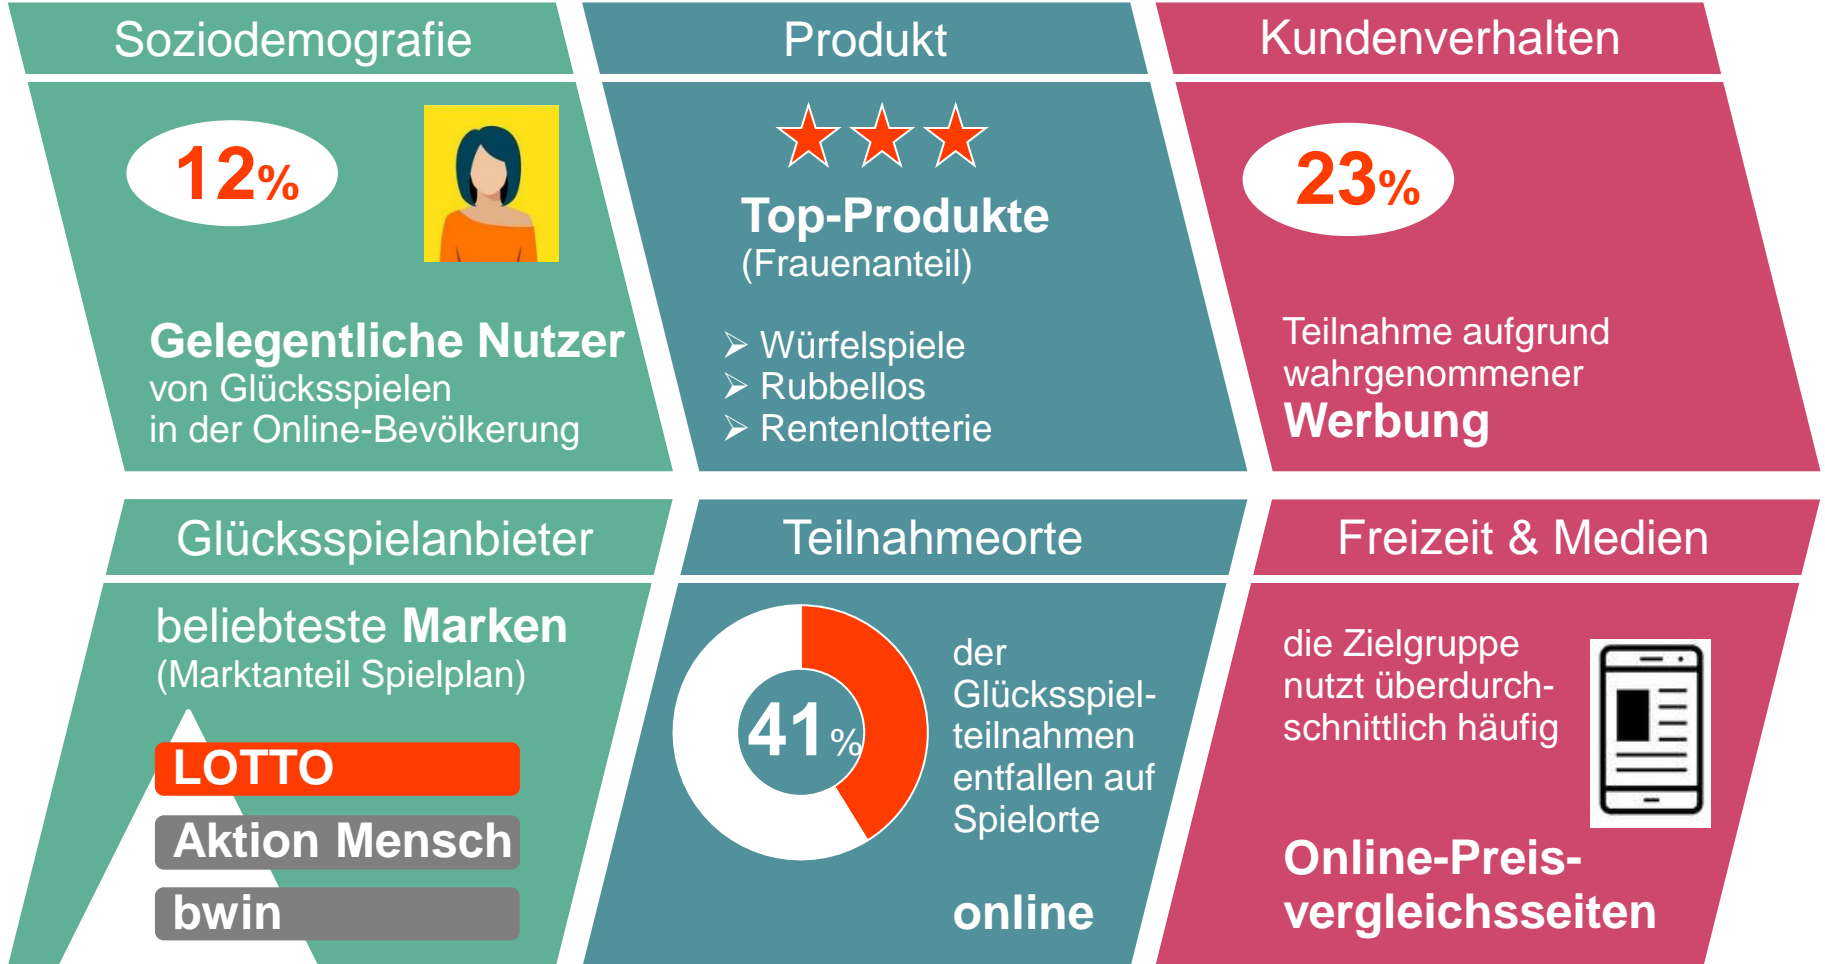 Soziodemografie
12%
Gelegentliche Nutzer
von Glücksspielen
in der Online-Bevölkerung
Produkt
Top-Produkte
(Frauenanteil)
➢ Würfelspiele
➢ Rubbellos
➢ Rentenlotterie
Kundenverhalten
23%
Teilnahme aufgrund
wahrgenommener
Werbung
Glücksspielanbieter
beliebteste Marken
(Marktanteil Spielplan)
LOTTO
Aktion Mensch
bwin
Teilnahmeorte
41 %
der
Glücksspiel-
teilnahmen
entfallen auf
Spielorte
online
Freizeit & Medien
die Zielgruppe
nutzt überdurch-
schnittlich häufig
Online-Preis-
vergleichsseiten